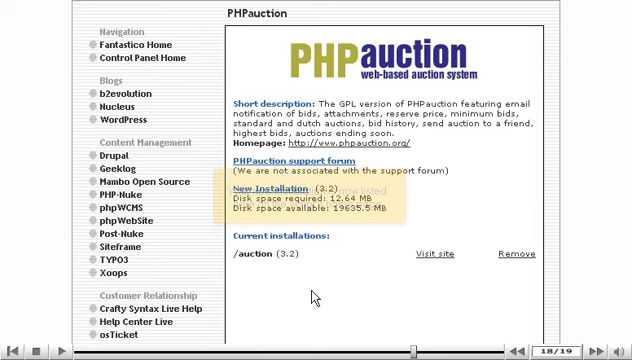 PHPauction
Navigation
Fantastico Home
Control Panel Home
Blogs
b2evolution
Nucleus
WordPress
Content Management
Drupal
Geeklog
Mambo Open Source
PHP-Nuke
phpWCMS
phpWebSite
Post-Nuke
Siteframe
TYPO3
Xoops
Customer Relationship
Crafty Syntax Live Help
Help Center Live
osTicket
PHPauction
web-based auction system
Short description: The GPL version of PHPauction featuring email
notification of bids, attachments, reserve price, minimum bids,
standard and dutch auctions, bid history, send auction to a friend,
highest bids, auctions ending soon.
Homepage: http://www.phpauction.org/
PHPauction support forum
(We are not associated with the support forum)
New Installation (3.2)
now listed
Disk space required: 12.64 MB
Disk space available: 19635.5 MB
Current installations:
/auction (3.2) Visit site Remove
18/19